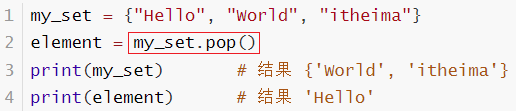 1 my_set = {"Hello", "World", "itheima"}
2 element = my_set.pop()
3 print(my_set)        # 结果 {'World', 'itheima'}
4 print(element)       # 结果 'Hello'